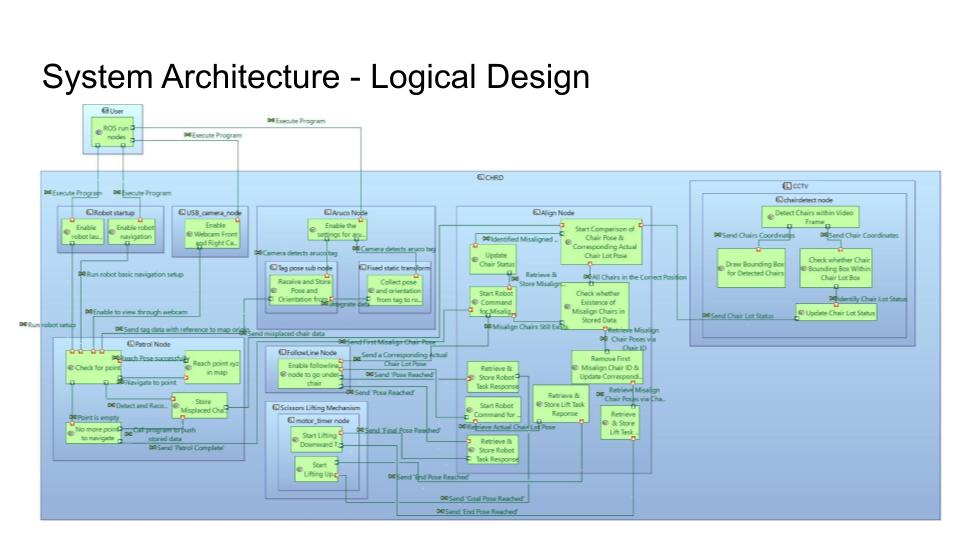 System Architecture - Logical Design
User
ROS run
nodes
Execute Program
Execute Program
CHRD
Execute Program
Execute Program
Robot startup
Enable
robot lau...
Enable robot
navigation
USB_camera_node
Enable
Webcam Front
and Right Ca...
Aruco Node
Enable the
settings for aru...
Camera detects aruco tag
Camera detects aruco tag
Tag pose sub node
Receive and Store
Pose and
Orientation from
Fixed static transform
Collect pose
and orientation
from tag to ro...
Integrate data
Run robot basic navigation setup
Enable to view through webcam
Run robot setup
Send tag data with reference to map origin
Send misplaced chair data
Send First Misalign Chair Pose
Patrol Node
Check for point
Reach Pose successfully
Reach point xyz
in map
Navigate to point
Detect and Reco...
Store
Misplaced Cha...
Point is empty
No more point
to navigate
Call program to push
stored data
Send 'Patrol Complete'
FollowLine Node
Enable followline
node to go under
chair
Send a Corresponding Actual
Chair Lot Pose
Send 'Pose Reached'
Send 'Pose Reached'
Scissors Lifting Mechanism
motor_timer node
Start Lifting
Downward T...
Start
Lifting Up...
Send 'Final Pose Reached'
Send 'End Pose Reached'
Send 'Goal Pose Reached'
Send 'End Pose Reached'
Align Node
Identified Misaligned ...
Update
Chair Status
Start Comparison of
Chair Pose &
Corresponding Actual
Chair Lot Pose
Retrieve &
Store Misalign...
All Chairs in the Correct Position
Start Robot
Command
for Misalig...
Check whether
Existence of
Misalign Chairs in
Stored Data
Misalign Chairs Still Exist
Retrieve Misalign
Chair Poses via
Chair ID
Remove First
Misalign Chair ID &
Update Correspondi...
Retrieve &
Store Robot
Task Response
Retrieve Misalign
Chair Poses via Cha...
Start Robot
Command for ...
Retrieve &
Store Lift Task
Reponse
Retrieve
& Store
Lift Task ...
Retrieve Actual Chair Lot Pose
Retrieve &
Store Robot
Task Response
CCTV
chairdetect node
Detect Chairs within Video
Frame
Send Chairs Coordinates
Send Chair Coordinates
Draw Bounding Box
for Detected Chairs
Check whether Chair
Bounding Box Within
Chair Lot Box
Identify Chair Lot Status
Update Chair Lot Status
Send Chair Lot Status